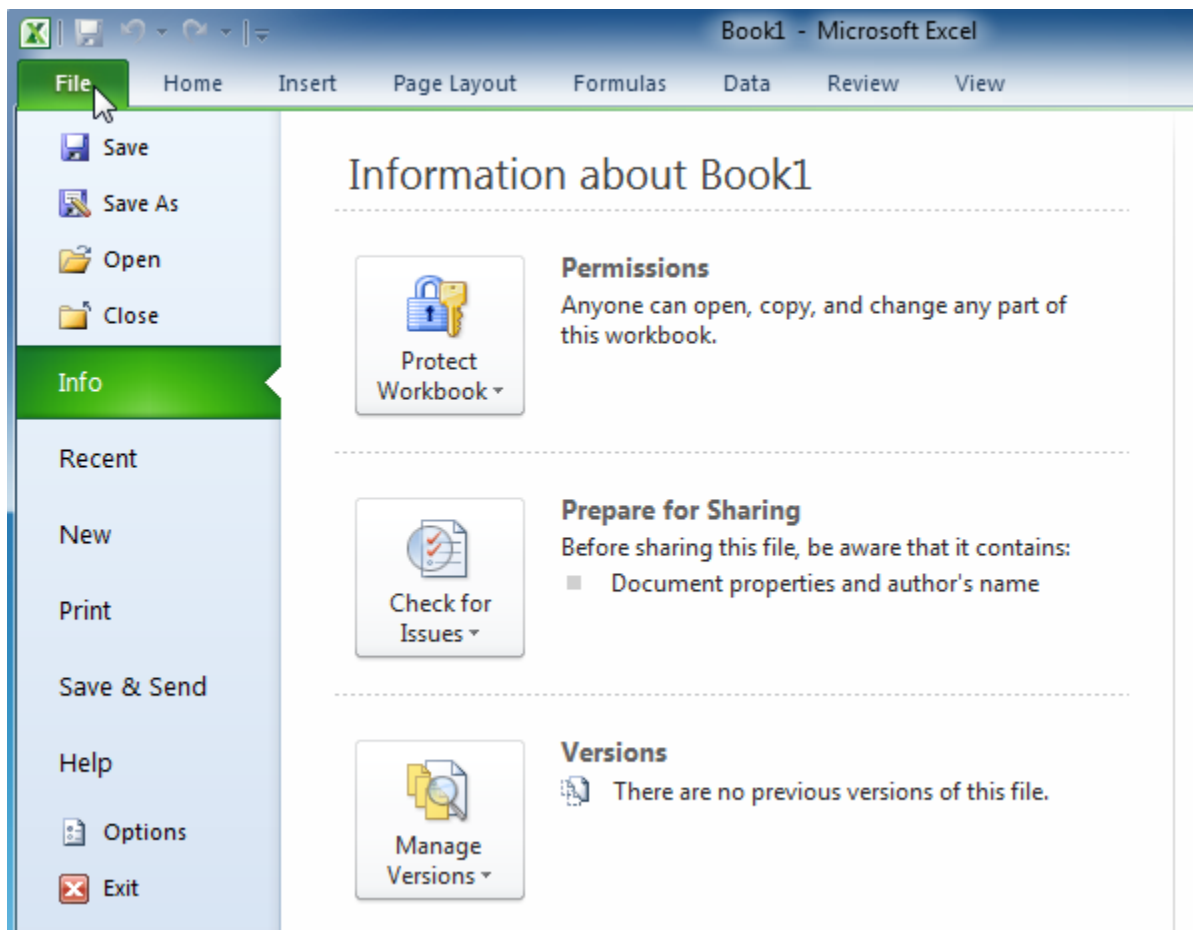 Book1 - Microsoft Excel
File Home Insert Page Layout Formulas Data Review View
Save
Save As
Open
Close
Info
Recent
New
Print
Save & Send
Help
Options
Exit
Information about Book1
Protect
Workbook
Permissions
Anyone can open, copy, and change any part of
this workbook.
Check for
Issues
Prepare for Sharing
Before sharing this file, be aware that it contains:
Document properties and author's name
Manage
Versions
Versions
There are no previous versions of this file.